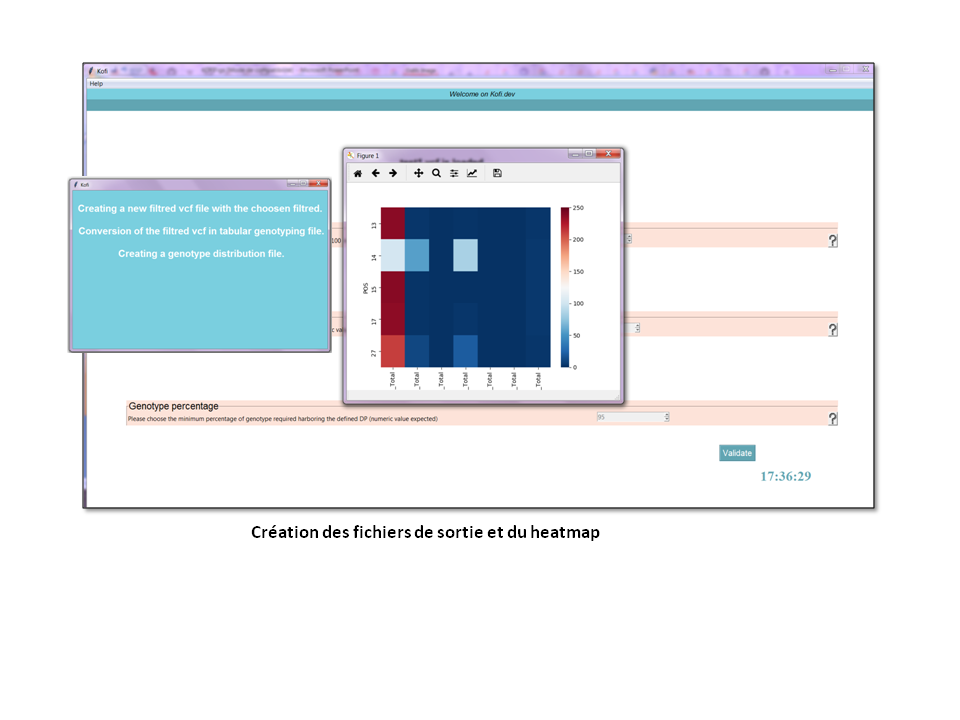 Kofi
Help
Welcome on Kofi.dev
Figure 1
Kofi
Creating a new filtred vcf file with the choosen filtred.
Conversion of the filtred vcf in tabular genotyping file.
Creating a genotype distribution file.
100
?
POS
13
14
15
17
27
_Total
_Total
_Total
_Total
_Total
_Total
_Total
250
200
150
100
50
0
?
Genotype percentage
Please choose the minimum percentage of genotype required harboring the defined DP (numeric value expected)
95
?
Validate
17:36:29
Création des fichiers de sortie et du heatmap